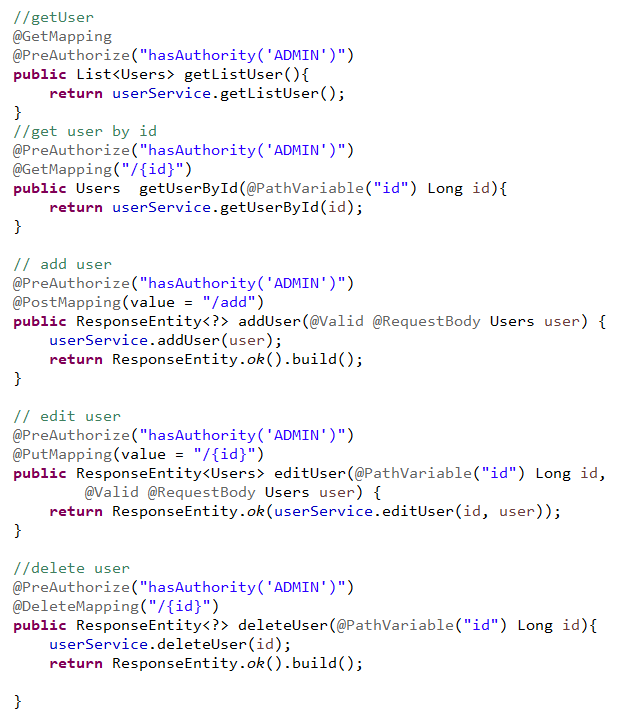 //getUser
@GetMapping
@PreAuthorize("hasAuthority('ADMIN')")
public List<Users> getListUser(){
    return userService.getListUser();
}
//get user by id
@PreAuthorize("hasAuthority('ADMIN')")
@GetMapping("/{id}")
public Users  getUserById(@PathVariable("id") Long id){
    return userService.getUserById(id);
}

// add user
@PreAuthorize("hasAuthority('ADMIN')")
@PostMapping(value = "/add")
public ResponseEntity<?> addUser(@Valid @RequestBody Users user) {
    userService.addUser(user);
    return ResponseEntity.ok().build();
}

// edit user
@PreAuthorize("hasAuthority('ADMIN')")
@PutMapping(value = "/{id}")
public ResponseEntity<Users> editUser(@PathVariable("id") Long id,
        @Valid @RequestBody Users user) {
    return ResponseEntity.ok(userService.editUser(id, user));
}

//delete user
@PreAuthorize("hasAuthority('ADMIN')")
@DeleteMapping("/{id}")
public ResponseEntity<?> deleteUser(@PathVariable("id") Long id){
    userService.deleteUser(id);
    return ResponseEntity.ok().build();

}